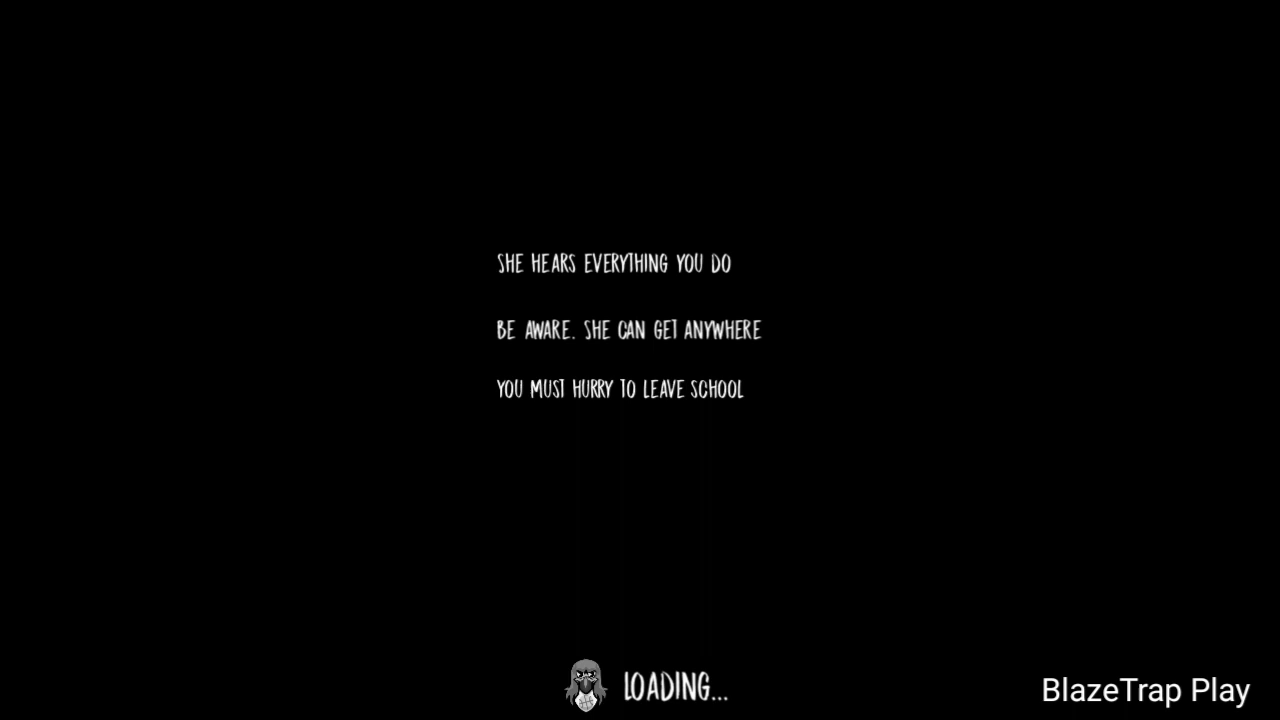 SHE HEARS EVERYTHING YOU DO
BE AWARE. SHE CAN GET ANYWHERE
YOU MUST HURRY TO LEAVE SCHOOL
LOADING...
BlazeTrap Play